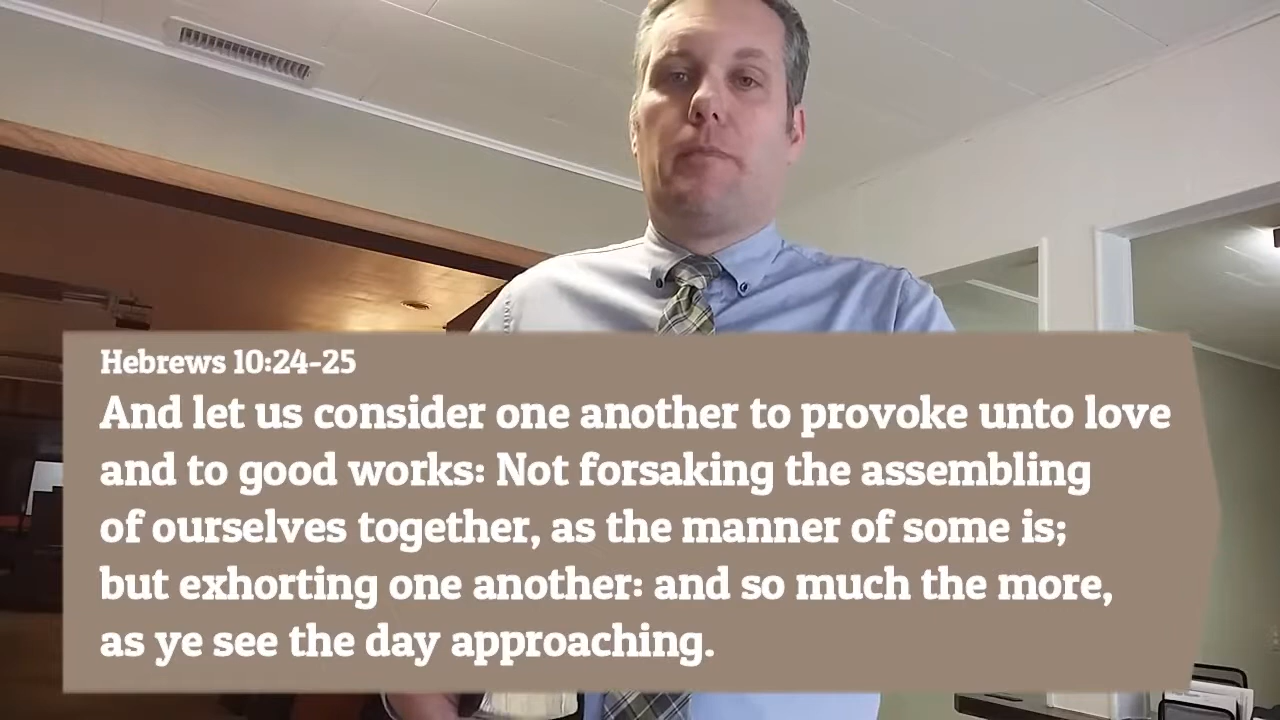 Hebrews 10:24-25
And let us consider one another to provoke unto love
and to good works: Not forsaking the assembling
of ourselves together, as the manner of some is;
but exhorting one another: and so much the more,
as ye see the day approaching.